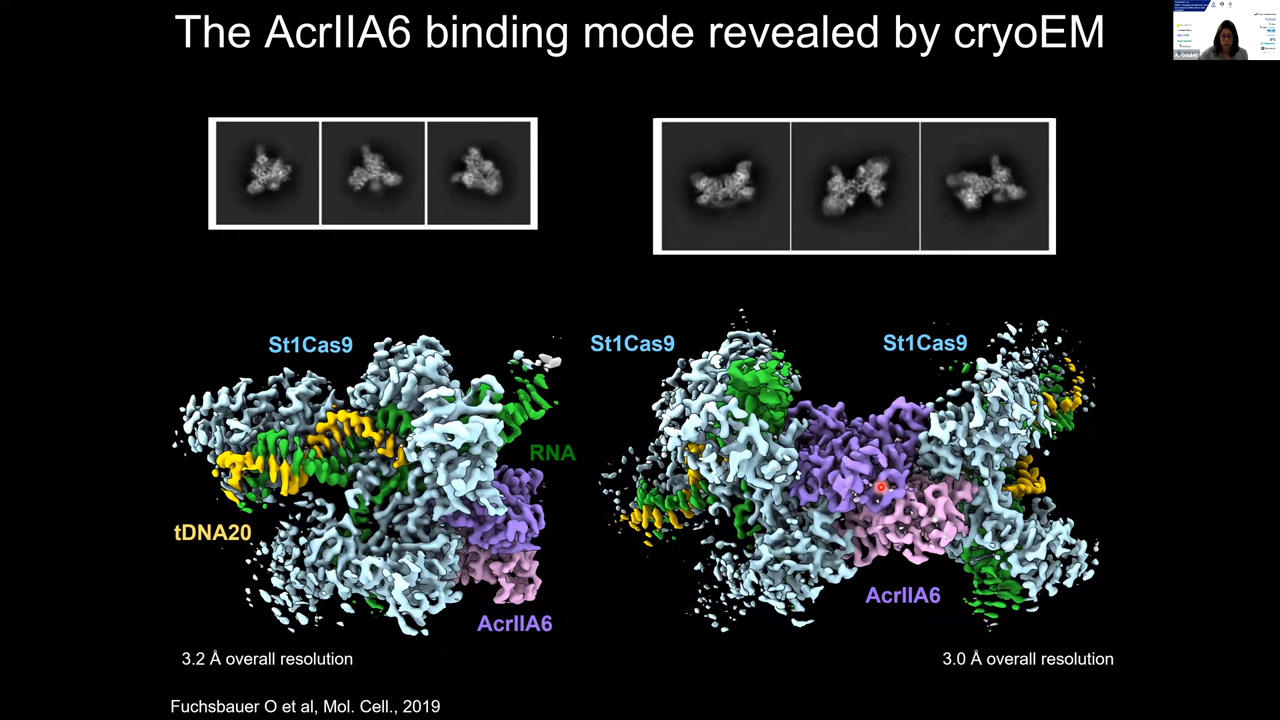 The AcrIIA6 binding mode revealed by cryoEM
St1Cas9
St1Cas9
St1Cas9
RNA
tDNA20
AcrIIA6
AcrIIA6
3.2 Å overall resolution
3.0 Å overall resolution
Fuchsbauer O et al, Mol. Cell., 2019